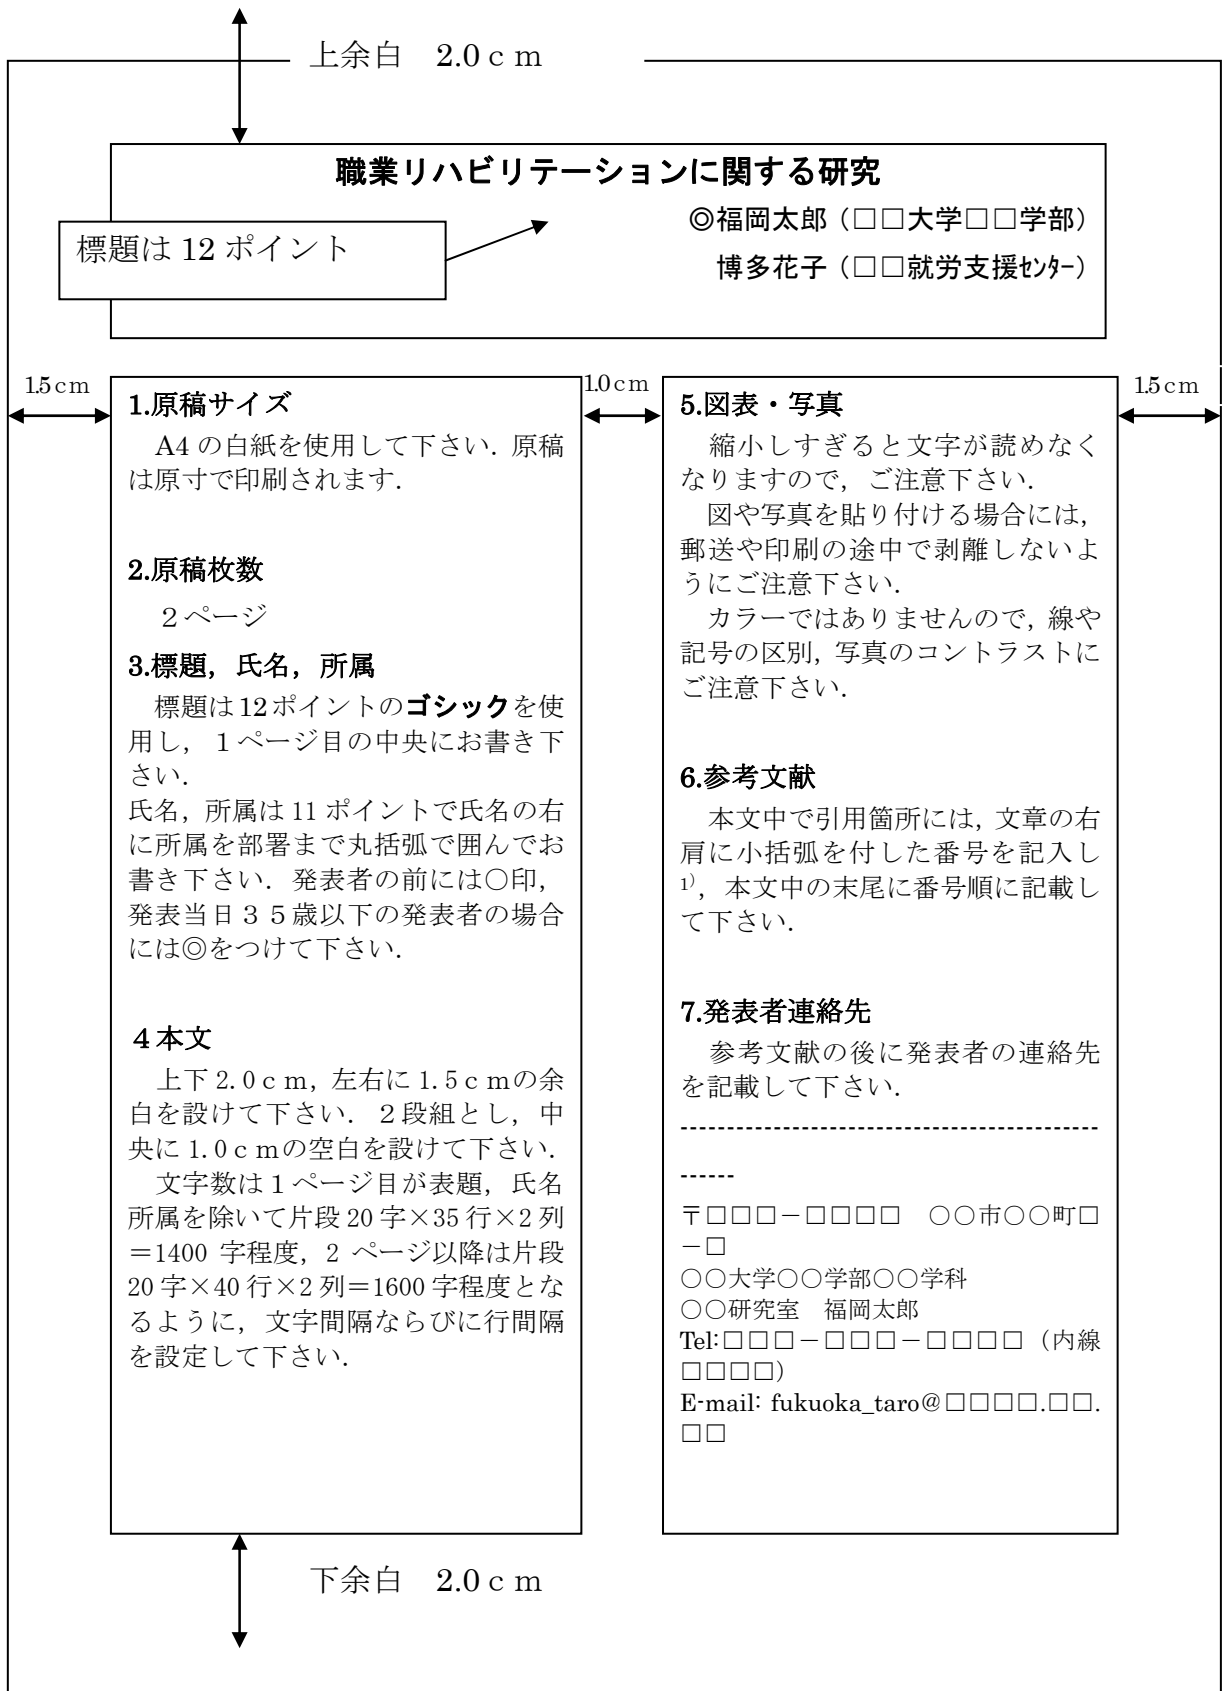 上余白　2.0ｃｍ
職業リハビリテーションに関する研究
◎福岡太郎（□□大学□□学部）
博多花子（□□就労支援ｾﾝﾀｰ）
標題は 12 ポイント
1.5ｃｍ
1.0ｃｍ
1.5ｃｍ
1.原稿サイズ
　A4 の白紙を使用して下さい．原稿
は原寸で印刷されます．
2.原稿枚数
　２ページ
3.標題，氏名，所属
　標題は 12 ポイントのゴシックを使
用し，１ページ目の中央にお書き下
さい．
氏名，所属は 11 ポイントで氏名の右
に所属を部署まで丸括弧で囲んでお
書き下さい．発表者の前には○印，
発表当日３５歳以下の発表者の場合
には◎をつけて下さい．
４本文
　上下 2.0ｃｍ，左右に 1.5ｃｍの余
白を設けて下さい．２段組とし，中
央に 1.0ｃｍの空白を設けて下さい．
　文字数は１ページ目が表題，氏名
所属を除いて片段 20 字×35 行×2 列
＝1400 字程度，2 ページ以降は片段
20 字×40 行×2 列＝1600 字程度とな
るように，文字間隔ならびに行間隔
を設定して下さい．
5.図表・写真
　縮小しすぎると文字が読めなく
なりますので，ご注意下さい．
　図や写真を貼り付ける場合には，
郵送や印刷の途中で剥離しないよ
うにご注意下さい．
　カラーではありませんので，線や
記号の区別，写真のコントラストに
ご注意下さい．
6.参考文献
　本文中で引用箇所には，文章の右
肩に小括弧を付した番号を記入し
1)，本文中の末尾に番号順に記載し
て下さい．
7.発表者連絡先
　参考文献の後に発表者の連絡先
を記載して下さい．
---------------------------------------------
------
〒□□□－□□□□　○○市○○町□
－□
○○大学○○学部○○学科
○○研究室　福岡太郎
Tel:□□□－□□□－□□□□（内線
□□□□）
E-mail: fukuoka_taro@□□□□.□□.
□□
下余白　2.0ｃｍ